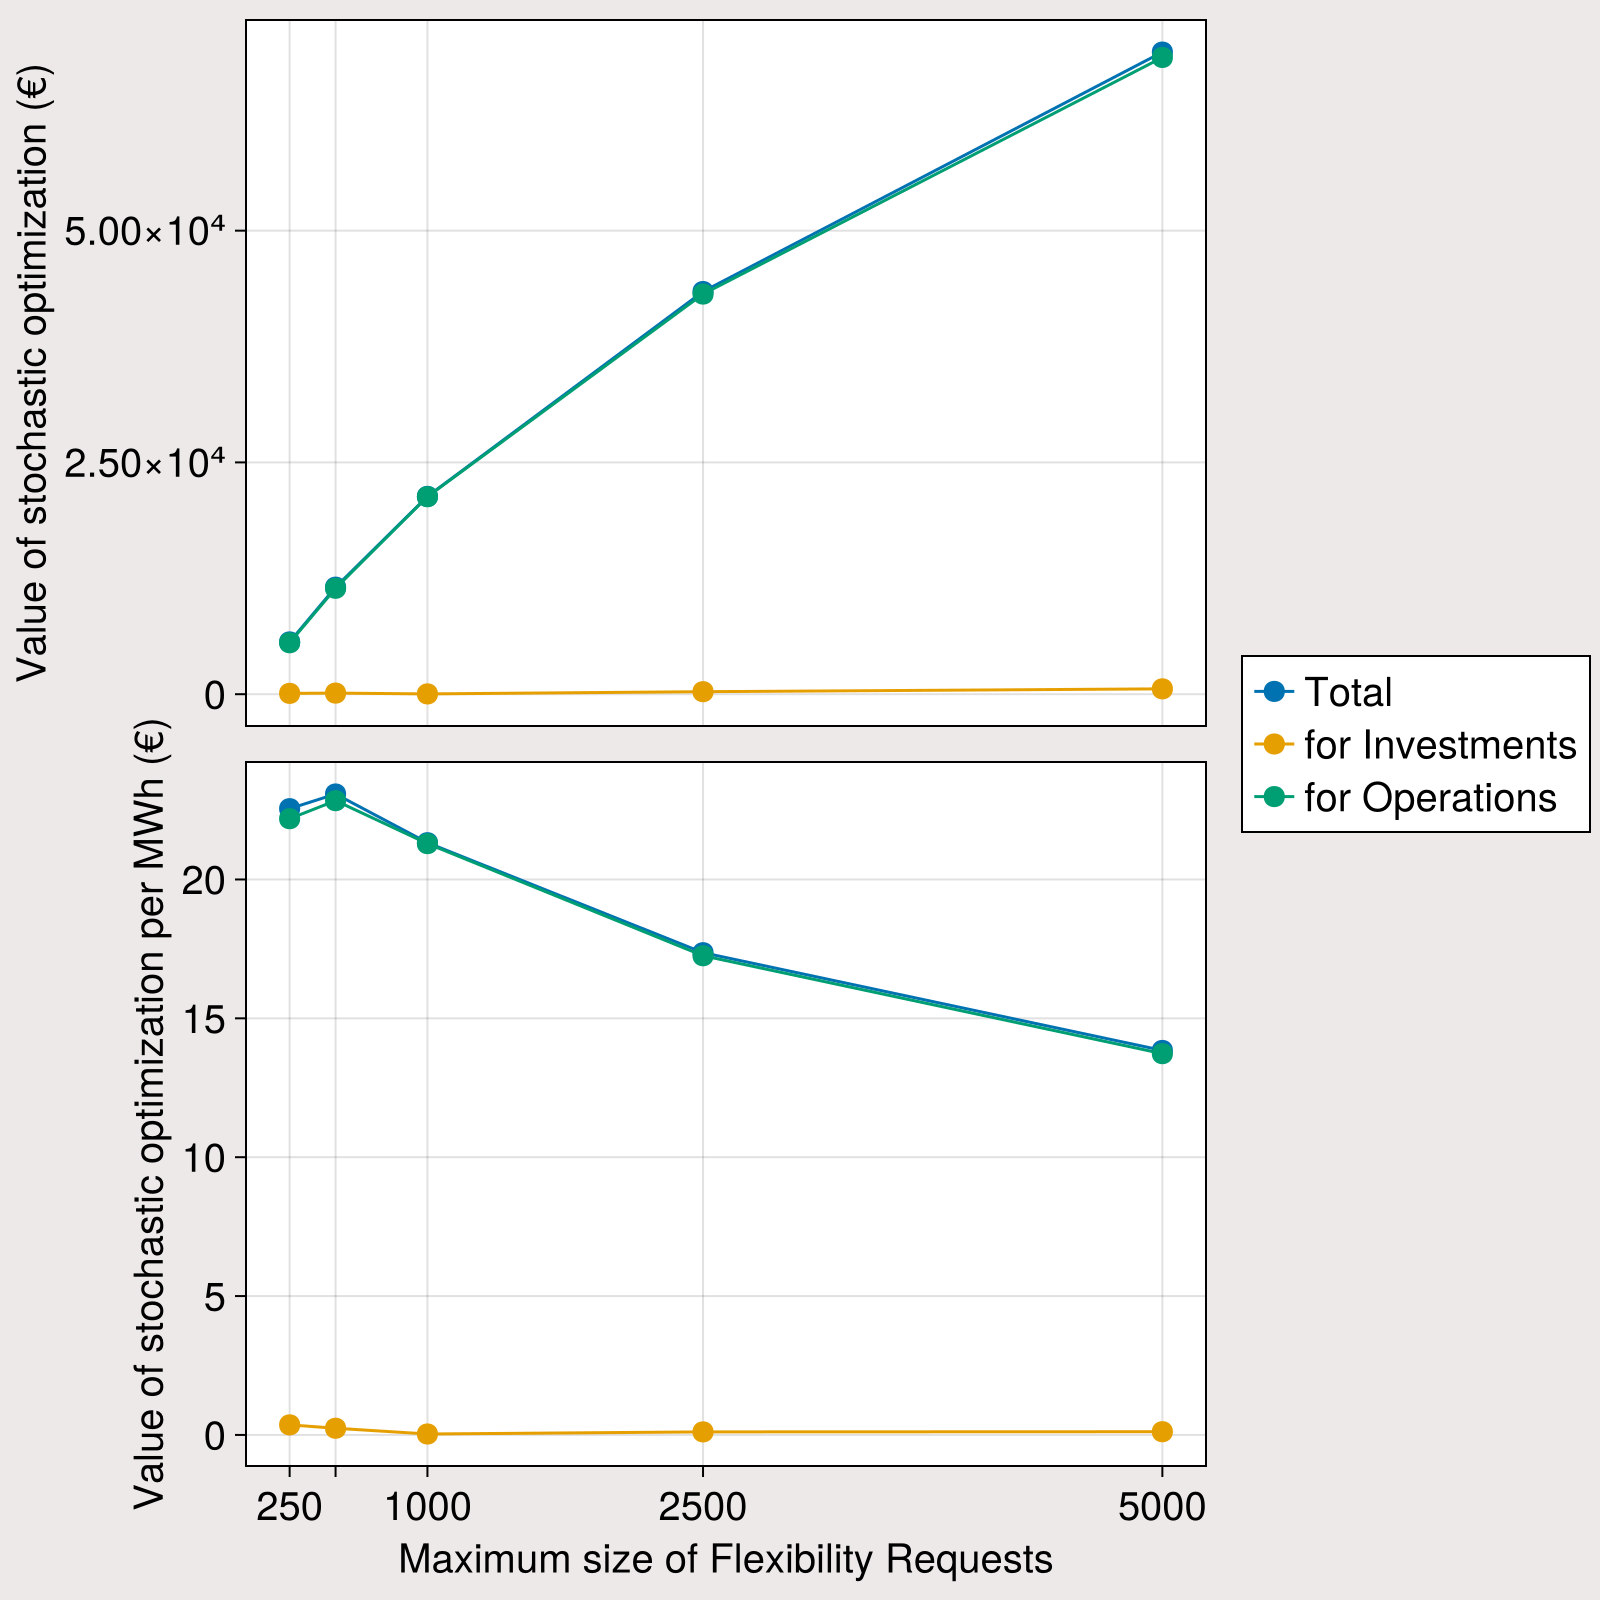 Value of stochastic optimization (€)
5.00×10⁴
2.50×10⁴
0
Value of stochastic optimization per MWh (€)
20
15
10
5
0
250 1000 2500 5000
Maximum size of Flexibility Requests
Total
for Investments
for Operations